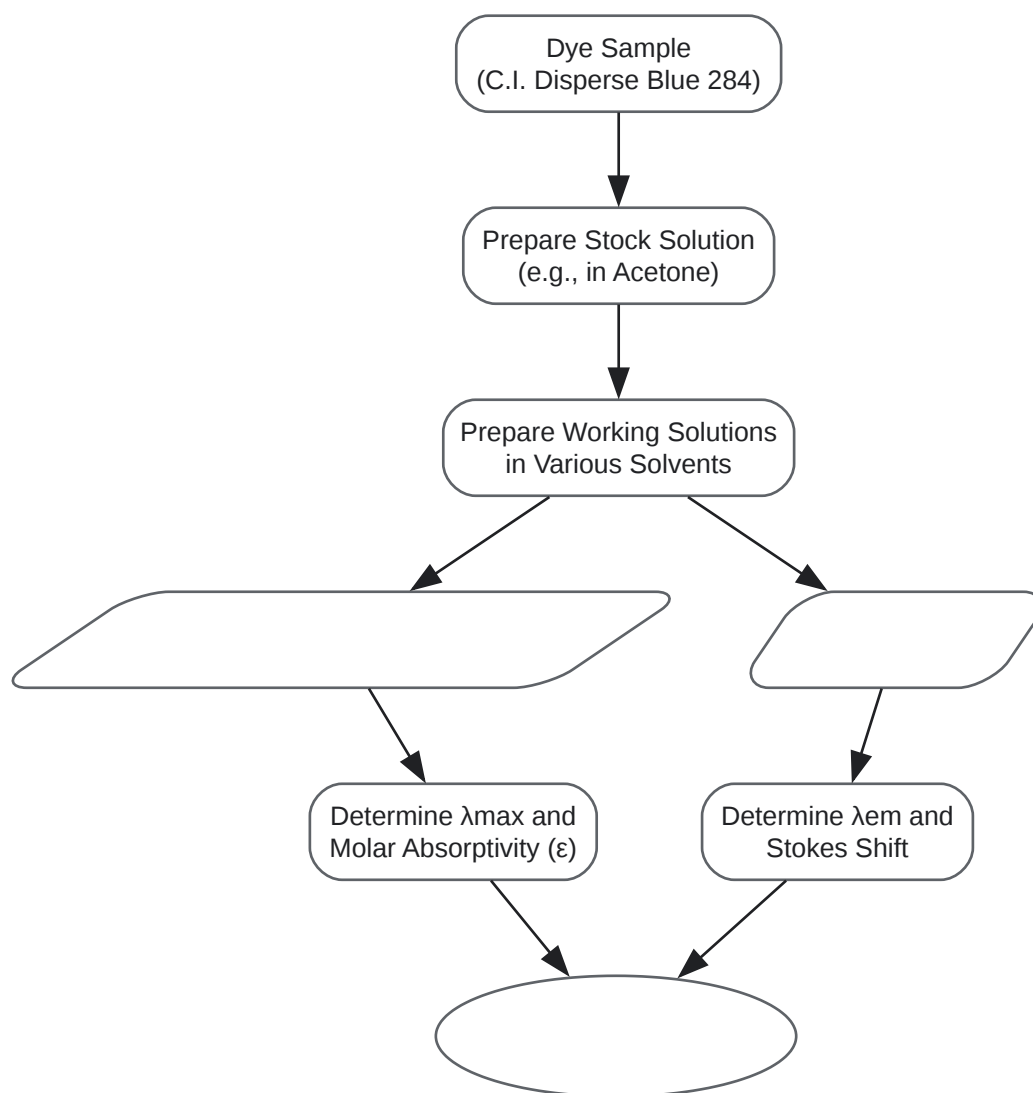 Dye Sample
(C.I. Disperse Blue 284)
Prepare Stock Solution
(e.g., in Acetone)
Prepare Working Solutions
in Various Solvents
Determine λmax and
Molar Absorptivity (ε)
Determine λem and
Stokes Shift